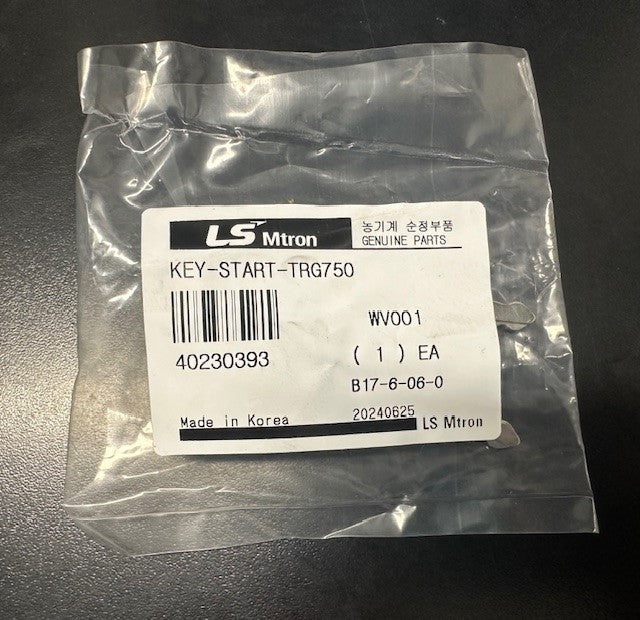 LS Mtron
농기계 순정부품
GENUINE PARTS
KEY-START-TRG750
WV001
40230393
( 1 ) EA
B17-6-06-0
20240625
Made in Korea
LS Mtron